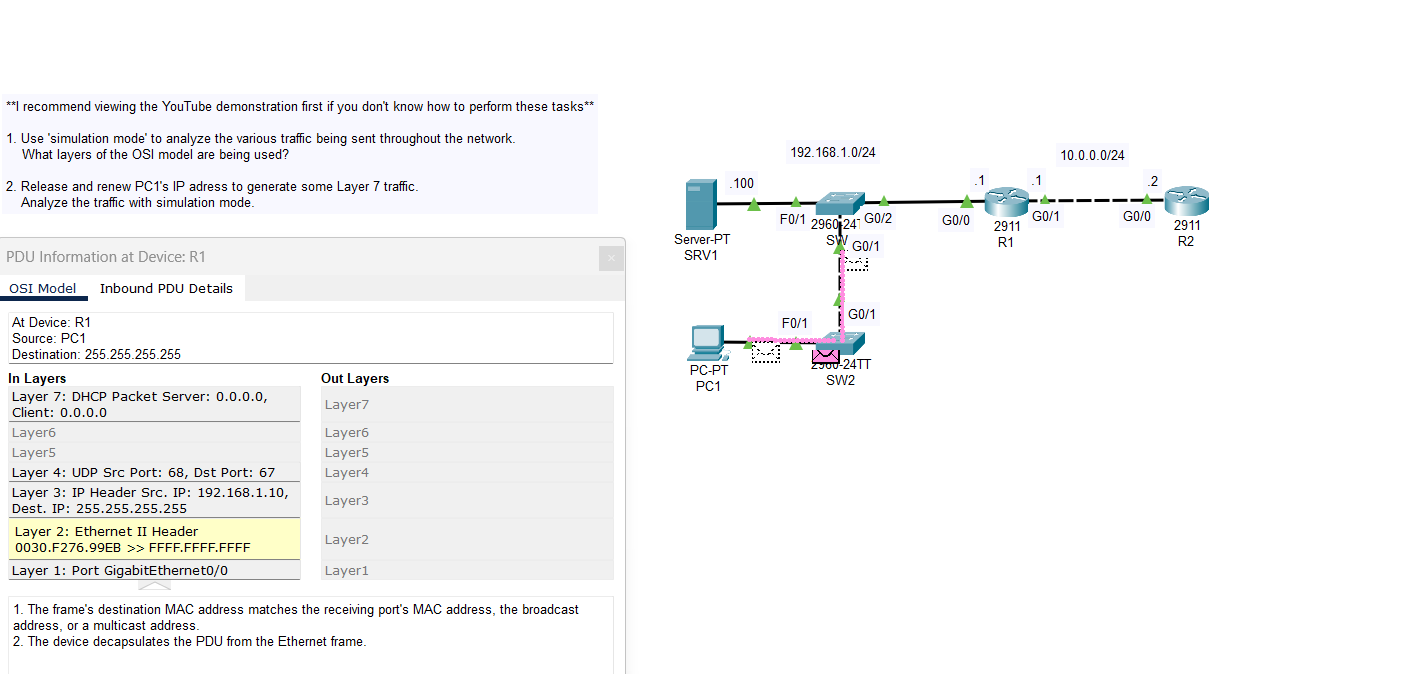 **I recommend viewing the YouTube demonstration first if you don't know how to perform these tasks**
1. Use 'simulation mode' to analyze the various traffic being sent throughout the network.
What layers of the OSI model are being used?
2. Release and renew PC1's IP adress to generate some Layer 7 traffic.
Analyze the traffic with simulation mode.
PDU Information at Device: R1
×
OSI Model
Inbound PDU Details
At Device: R1
Source: PC1
Destination: 255.255.255.255
In Layers
Layer 7: DHCP Packet Server: 0.0.0.0,
Client: 0.0.0.0
Layer6
Layer5
Layer 4: UDP Src Port: 68, Dst Port: 67
Layer 3: IP Header Src. IP: 192.168.1.10,
Dest. IP: 255.255.255.255
Layer 2: Ethernet II Header
0030.F276.99EB >> FFFF.FFFF.FFFF
Layer 1: Port GigabitEthernet0/0
Out Layers
Layer7
Layer6
Layer5
Layer4
Layer3
Layer2
Layer1
1. The frame's destination MAC address matches the receiving port's MAC address, the broadcast
address, or a multicast address.
2. The device decapsulates the PDU from the Ethernet frame.
192.168.1.0/24
10.0.0.0/24
.100
.1
.1
.2
F0/1
G0/2
G0/0
G0/1
G0/0
Server-PT
SRV1
2960-24T
SW
2911
R1
2911
R2
G0/1
G0/1
F0/1
PC-PT
PC1
2960-24TT
SW2